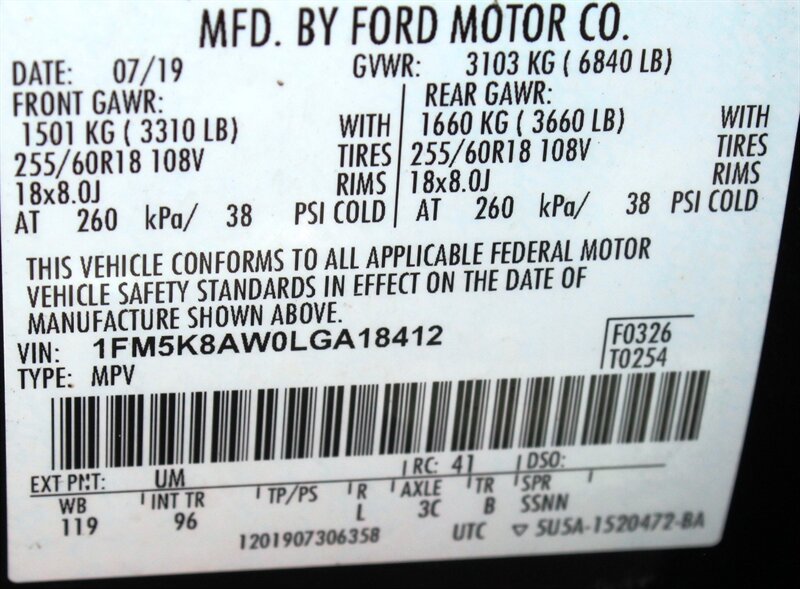 MFD. BY FORD MOTOR CO.
DATE: 07/19 GVWR: 3103 KG ( 6840 LB)
FRONT GAWR: REAR GAWR:
1501 KG ( 3310 LB) WITH 1660 KG ( 3660 LB) WITH
255/60R18 108V TIRES 255/60R18 108V TIRES
18x8.0J RIMS 18x8.0J RIMS
AT 260 kPa/ 38 PSI COLD AT 260 kPa/ 38 PSI COLD
THIS VEHICLE CONFORMS TO ALL APPLICABLE FEDERAL MOTOR
VEHICLE SAFETY STANDARDS IN EFFECT ON THE DATE OF
MANUFACTURE SHOWN ABOVE.
VIN: 1FM5K8AW0LGA18412 F0326
TYPE: MPV T0254
EXT PNT: UM RC: 41 DSO:
WB INT TR TP/PS R AXLE TR SPR
119 96 L 3C B SSNN
1201907306358 UTC ▽ 5U5A-1520472-BA